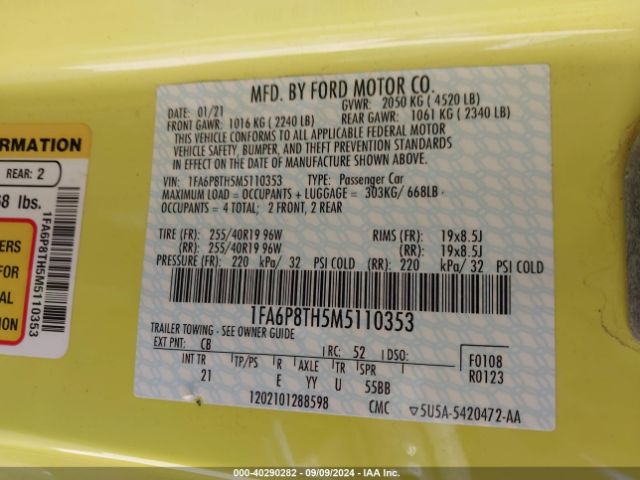 MFD. BY FORD MOTOR CO.
DATE: 01/21 GVWR: 2050 KG ( 4520 LB)
FRONT GAWR: 1016 KG ( 2240 LB) REAR GAWR: 1061 KG ( 2340 LB)
THIS VEHICLE CONFORMS TO ALL APPLICABLE FEDERAL MOTOR
VEHICLE SAFETY, BUMPER, AND THEFT PREVENTION STANDARDS
IN EFFECT ON THE DATE OF MANUFACTURE SHOWN ABOVE.
VIN: 1FA6P8TH5M5110353 TYPE: Passenger Car
MAXIMUM LOAD = OCCUPANTS + LUGGAGE = 303KG/ 668LB
OCCUPANTS = 4 TOTAL; 2 FRONT, 2 REAR
TIRE (FR): 255/40R19 96W RIMS (FR): 19x8.5J
(RR): 255/40R19 96W (RR): 19x8.5J
PRESSURE (FR) 220 kPa/ 32 PSI COLD (RR): 220 kPa/ 32 PSI COLD
1FA6P8TH5M5110353
TRAILER TOWING - SEE OWNER GUIDE
EXT PNT: CB RC: 52 DSO: F0108
INT TR TP/PS R AXLE TR SPR R0123
21 E YY U 55BB
1202101288598 CMC 5U5A-5420472-AA
ORMATION
REAR: 2
8 lbs.
ERS
FOR
AL
TION
1FA6P8TH5M5110353
000-40290282 - 09/09/2024 - IAA Inc.